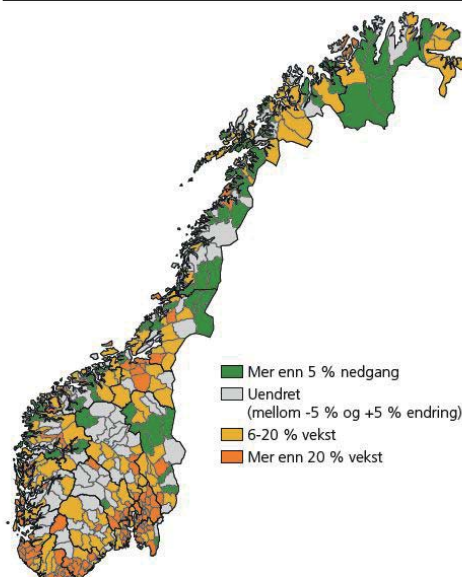 Mer enn 5 % nedgang
Uendret
(mellom -5 % og +5 % endring)
6-20 % vekst
Mer enn 20 % vekst